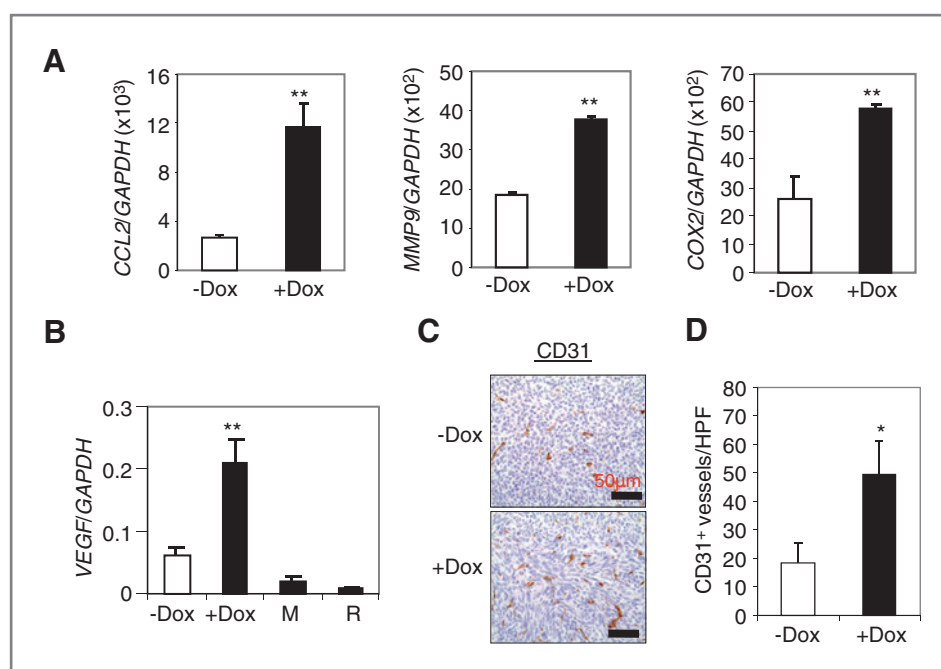 A
CCL2/GAPDH (x10³)
16
12
8
4
0
**
-Dox +Dox
MMP9/GAPDH (x10²)
50
40
30
20
10
0
**
-Dox +Dox
COX2/GAPDH (x10²)
70
60
50
40
30
20
10
0
**
-Dox +Dox
B
VEGF/GAPDH
0.3
0.2
0.1
0
**
-Dox +Dox M R
C
CD31
-Dox
50µm
+Dox
D
CD31⁺ vessels/HPF
80
70
60
50
40
30
20
10
0
*
-Dox +Dox